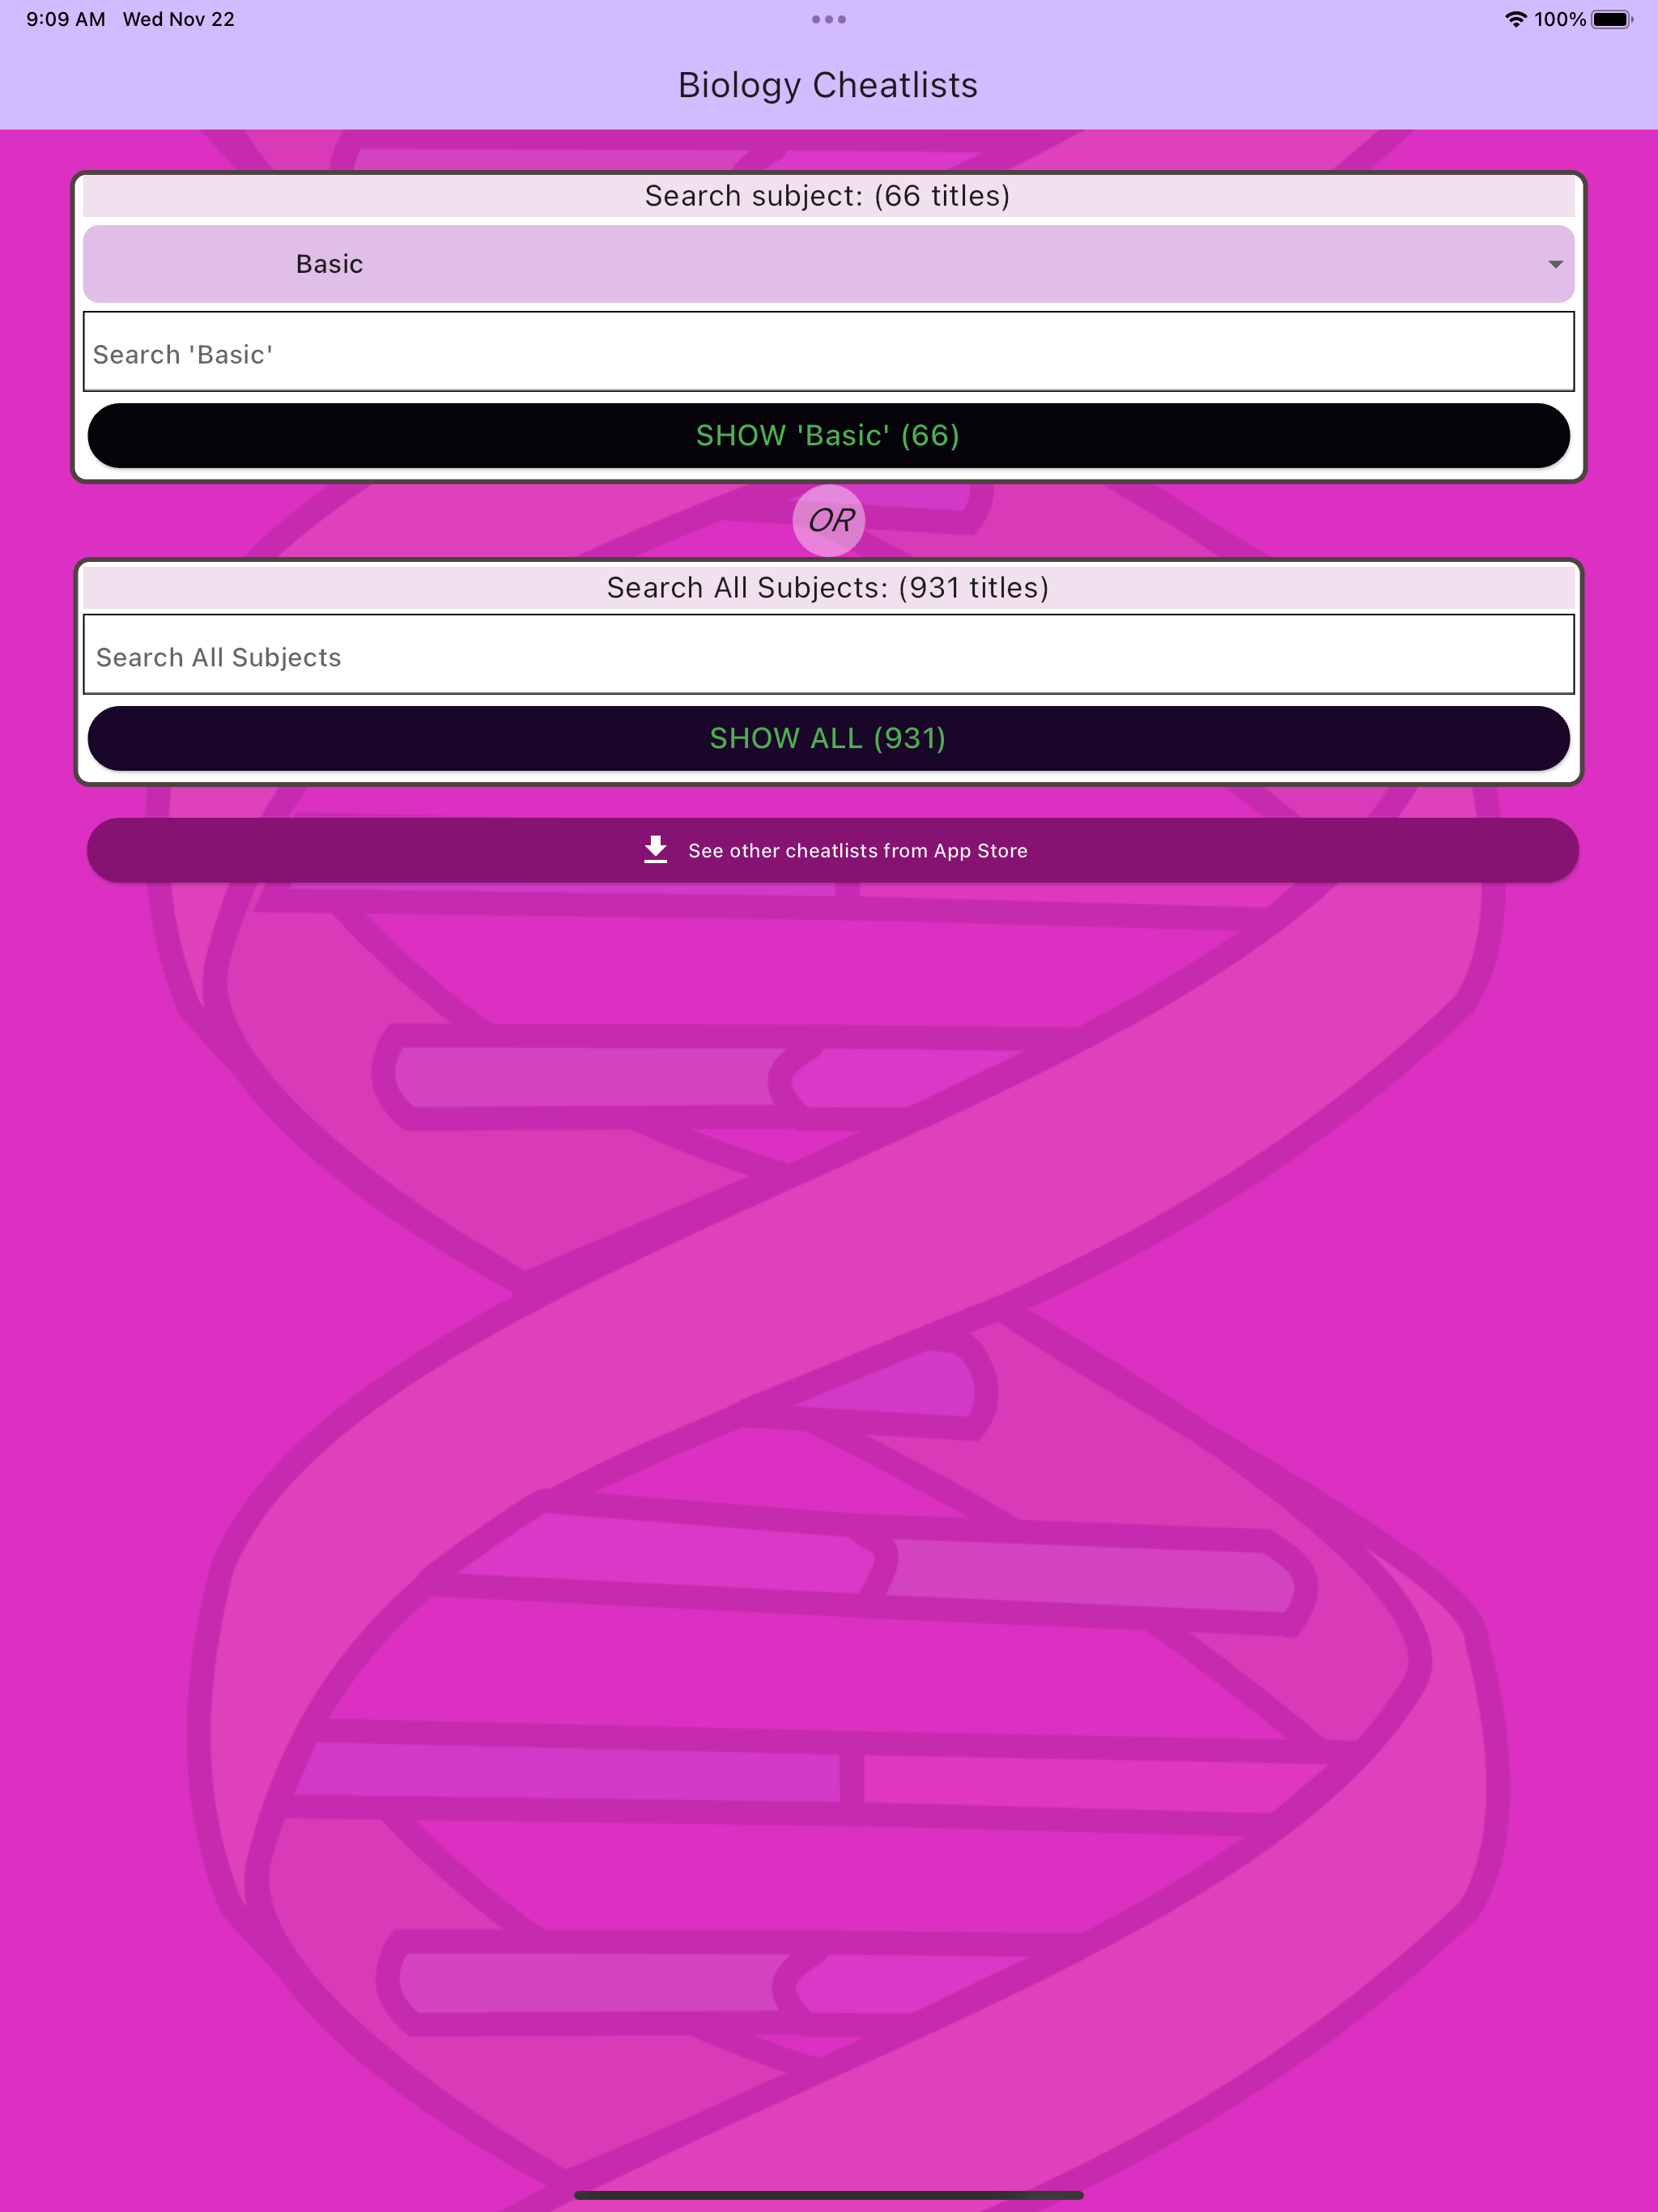 9:09 AM Wed Nov 22
100%
Biology Cheatlists
Search subject: (66 titles)
Basic
Search 'Basic'
SHOW 'Basic' (66)
OR
Search All Subjects: (931 titles)
Search All Subjects
SHOW ALL (931)
See other cheatlists from App Store